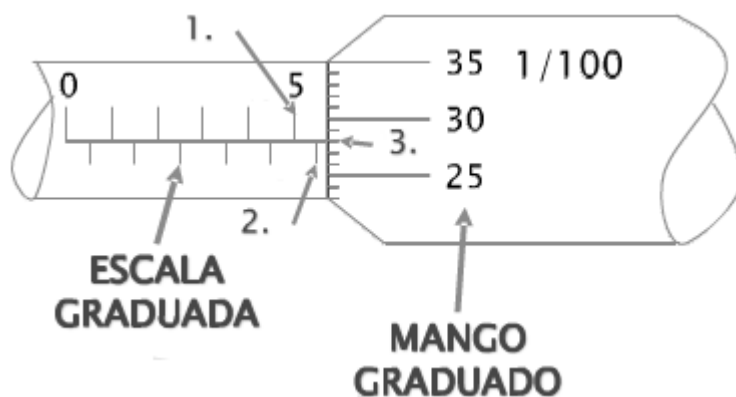 1.
0
5
35 1/100
30
3.
25
2.
ESCALA
GRADUADA
MANGO
GRADUADO